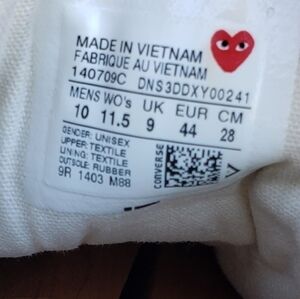 MADE IN VIETNAM
FABRIQUE AU VIETNAM
140709C DNS3DDXY00241
MENS WO's UK EUR CM
10 11.5 9 44 28
GENDER: UNISEX
UPPER: TEXTILE
LINING: TEXTILE
OUTSOLE: RUBBER
9R 1403 M88
CONVERSE